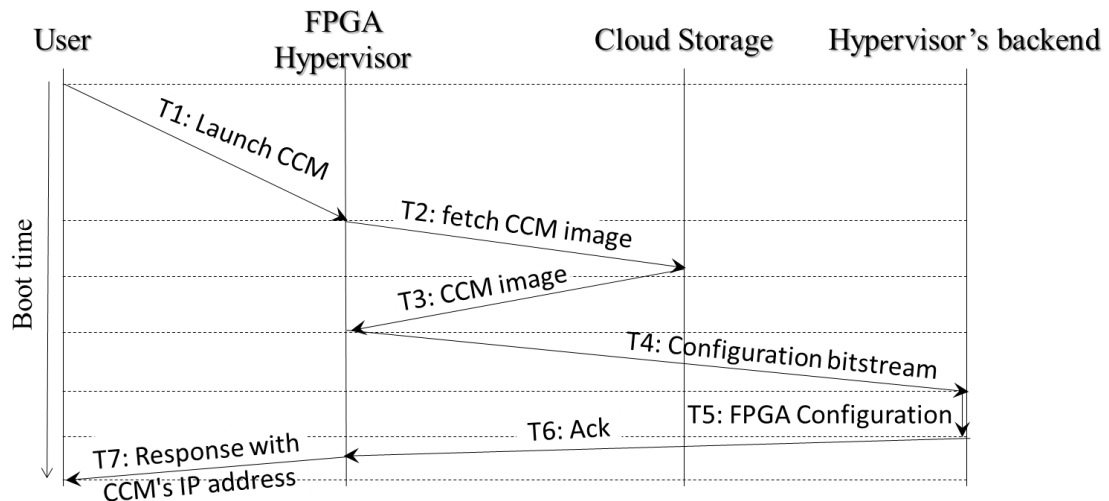 User
FPGA
Hypervisor
Cloud Storage
Hypervisor’s backend
T1: Launch CCM
T2: fetch CCM image
T3: CCM image
T4: Configuration bitstream
T5: FPGA Configuration
T6: Ack
T7: Response with
CCM's IP address
Boot time